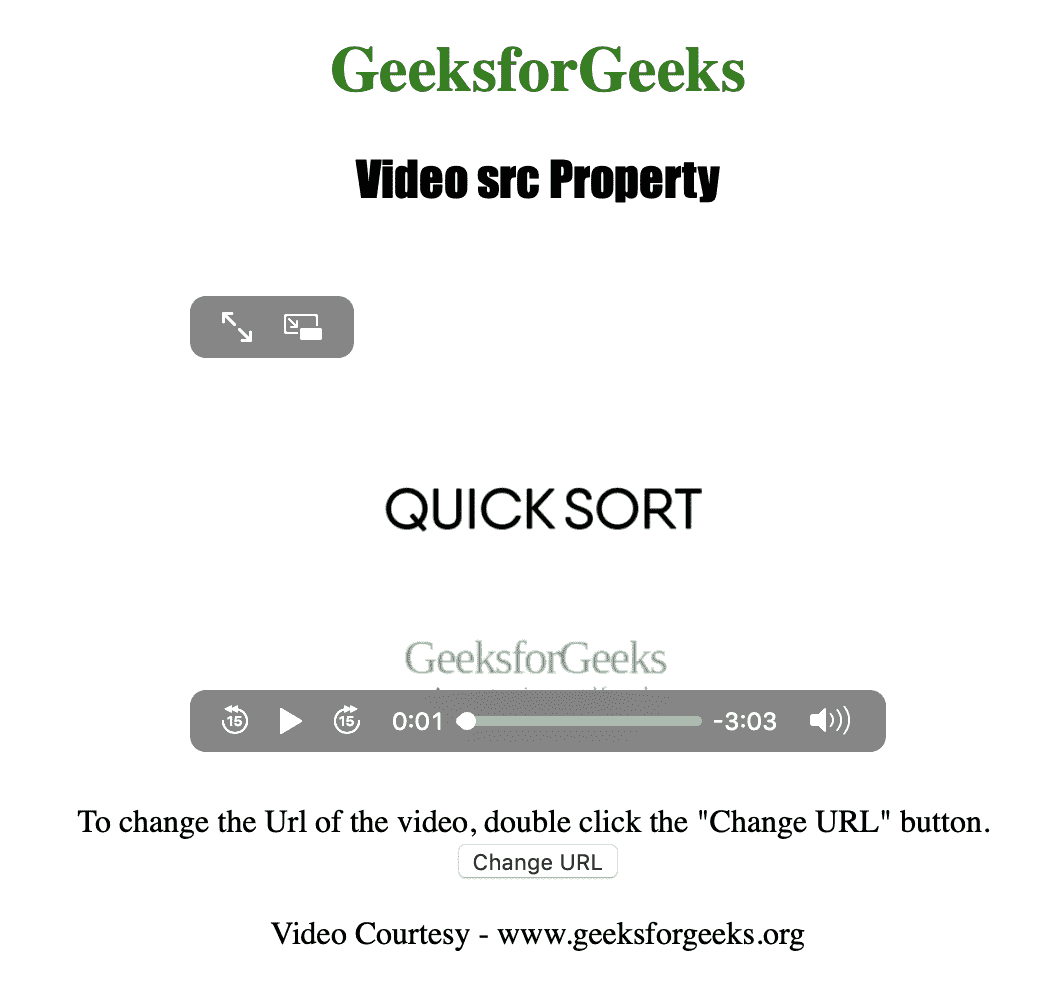 GeeksforGeeks
Video src Property
QUICK SORT
GeeksforGeeks
15 15 0:01 -3:03
To change the Url of the video, double click the "Change URL" button.
Change URL
Video Courtesy - www.geeksforgeeks.org